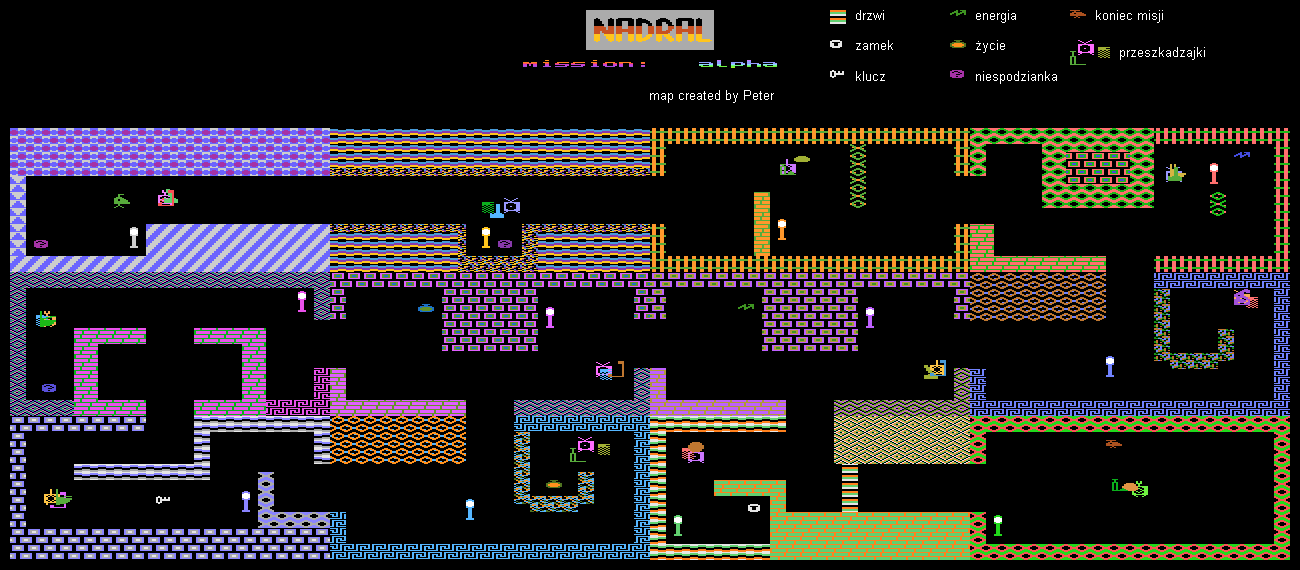 NADRAL
mission: alpha
map created by Peter
drzwi
zamek
klucz
energia
życie
niespodzianka
koniec misji
przeszkadzajki